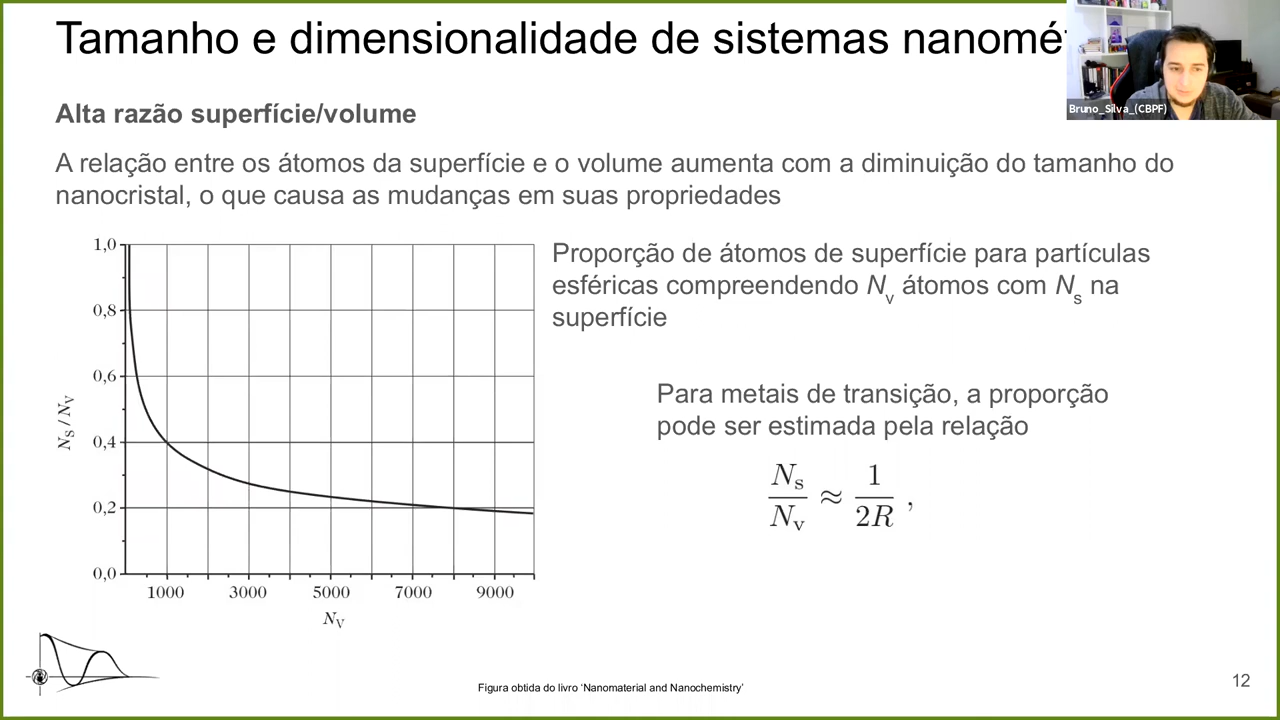 Tamanho e dimensionalidade de sistemas nanomé
Bruno_Silva_(CBPF)
Alta razão superfície/volume
A relação entre os átomos da superfície e o volume aumenta com a diminuição do tamanho do
nanocristal, o que causa as mudanças em suas propriedades
1,0
0,8
0,6
0,4
0,2
0,0
N_S / N_V
1000 3000 5000 7000 9000
N_V
Proporção de átomos de superfície para partículas
esféricas compreendendo N_v átomos com N_s na
superfície
Para metais de transição, a proporção
pode ser estimada pela relação
N_s / N_v ≈ 1 / 2R ,
Figura obtida do livro ‘Nanomaterial and Nanochemistry’
12